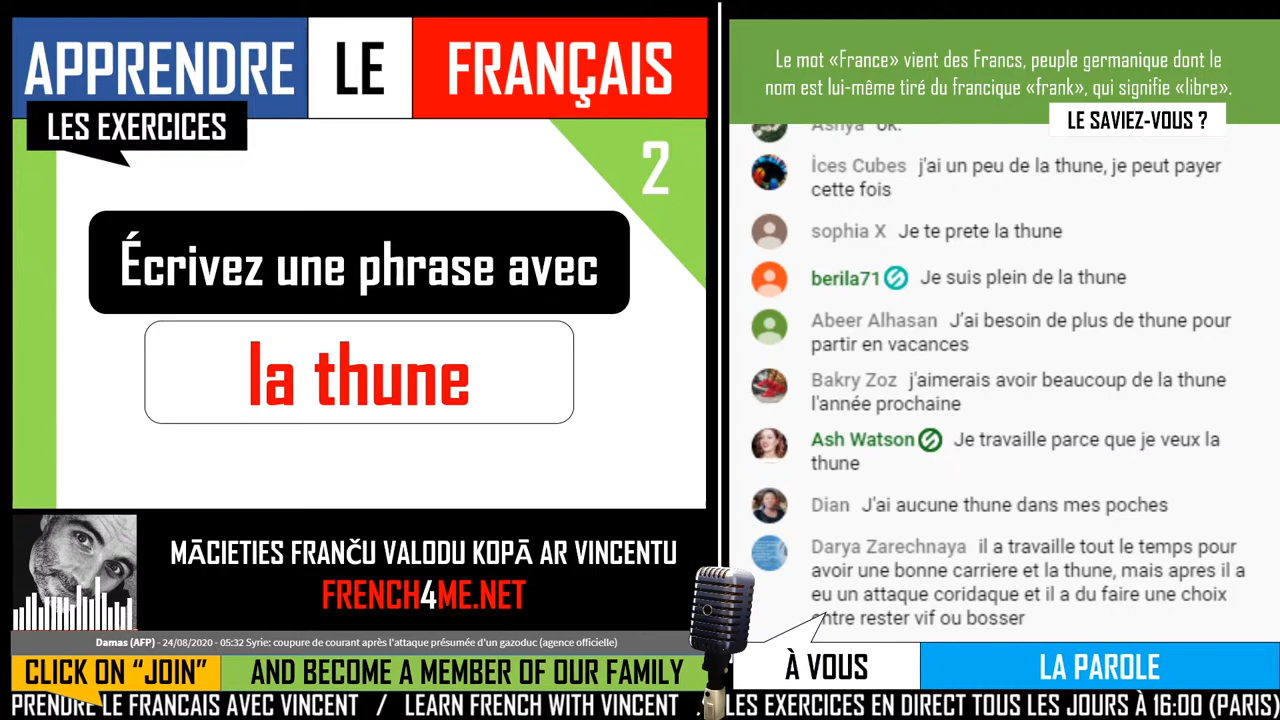 APPRENDRE LE FRANÇAIS
LES EXERCICES
2
Écrivez une phrase avec
la thune
MĀCIETIES FRANČU VALODU KOPĀ AR VINCENTU
FRENCH4ME.NET
Damas (AFP) - 24/08/2020 - 05:32 Syrie: coupure de courant après l'attaque présumée d'un gazoduc (agence officielle)
CLICK ON “JOIN” AND BECOME A MEMBER OF OUR FAMILY
Le mot «France» vient des Francs, peuple germanique dont le
nom est lui-même tiré du francique «frank», qui signifie «libre».
LE SAVIEZ-VOUS ?
Ashya ok.
İces Cubes j'ai un peu de la thune, je peut payer
cette fois
sophia X Je te prete la thune
berila71 Je suis plein de la thune
Abeer Alhasan J’ai besoin de plus de thune pour
partir en vacances
Bakry Zoz j'aimerais avoir beaucoup de la thune
l'année prochaine
Ash Watson Je travaille parce que je veux la
thune
Dian J'ai aucune thune dans mes poches
Darya Zarechnaya il a travaille tout le temps pour
avoir une bonne carriere et la thune, mais apres il a
eu un attaque coridaque et il a du faire une choix
entre rester vif ou bosser
À VOUS LA PAROLE
PRENDRE LE FRANCAIS AVEC VINCENT / LEARN FRENCH WITH VINCENT
LES EXERCICES EN DIRECT TOUS LES JOURS À 16:00 (PARIS)